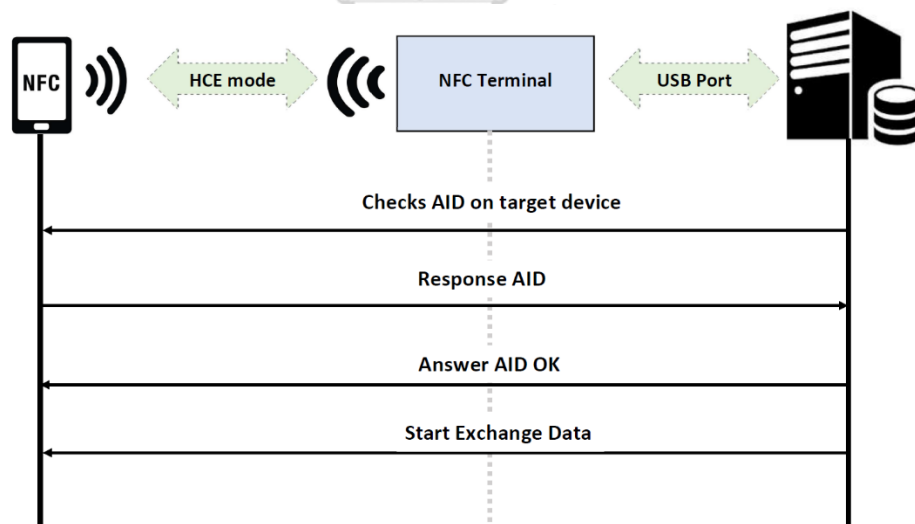 NFC
HCE mode
NFC Terminal
USB Port
Checks AID on target device
Response AID
Answer AID OK
Start Exchange Data